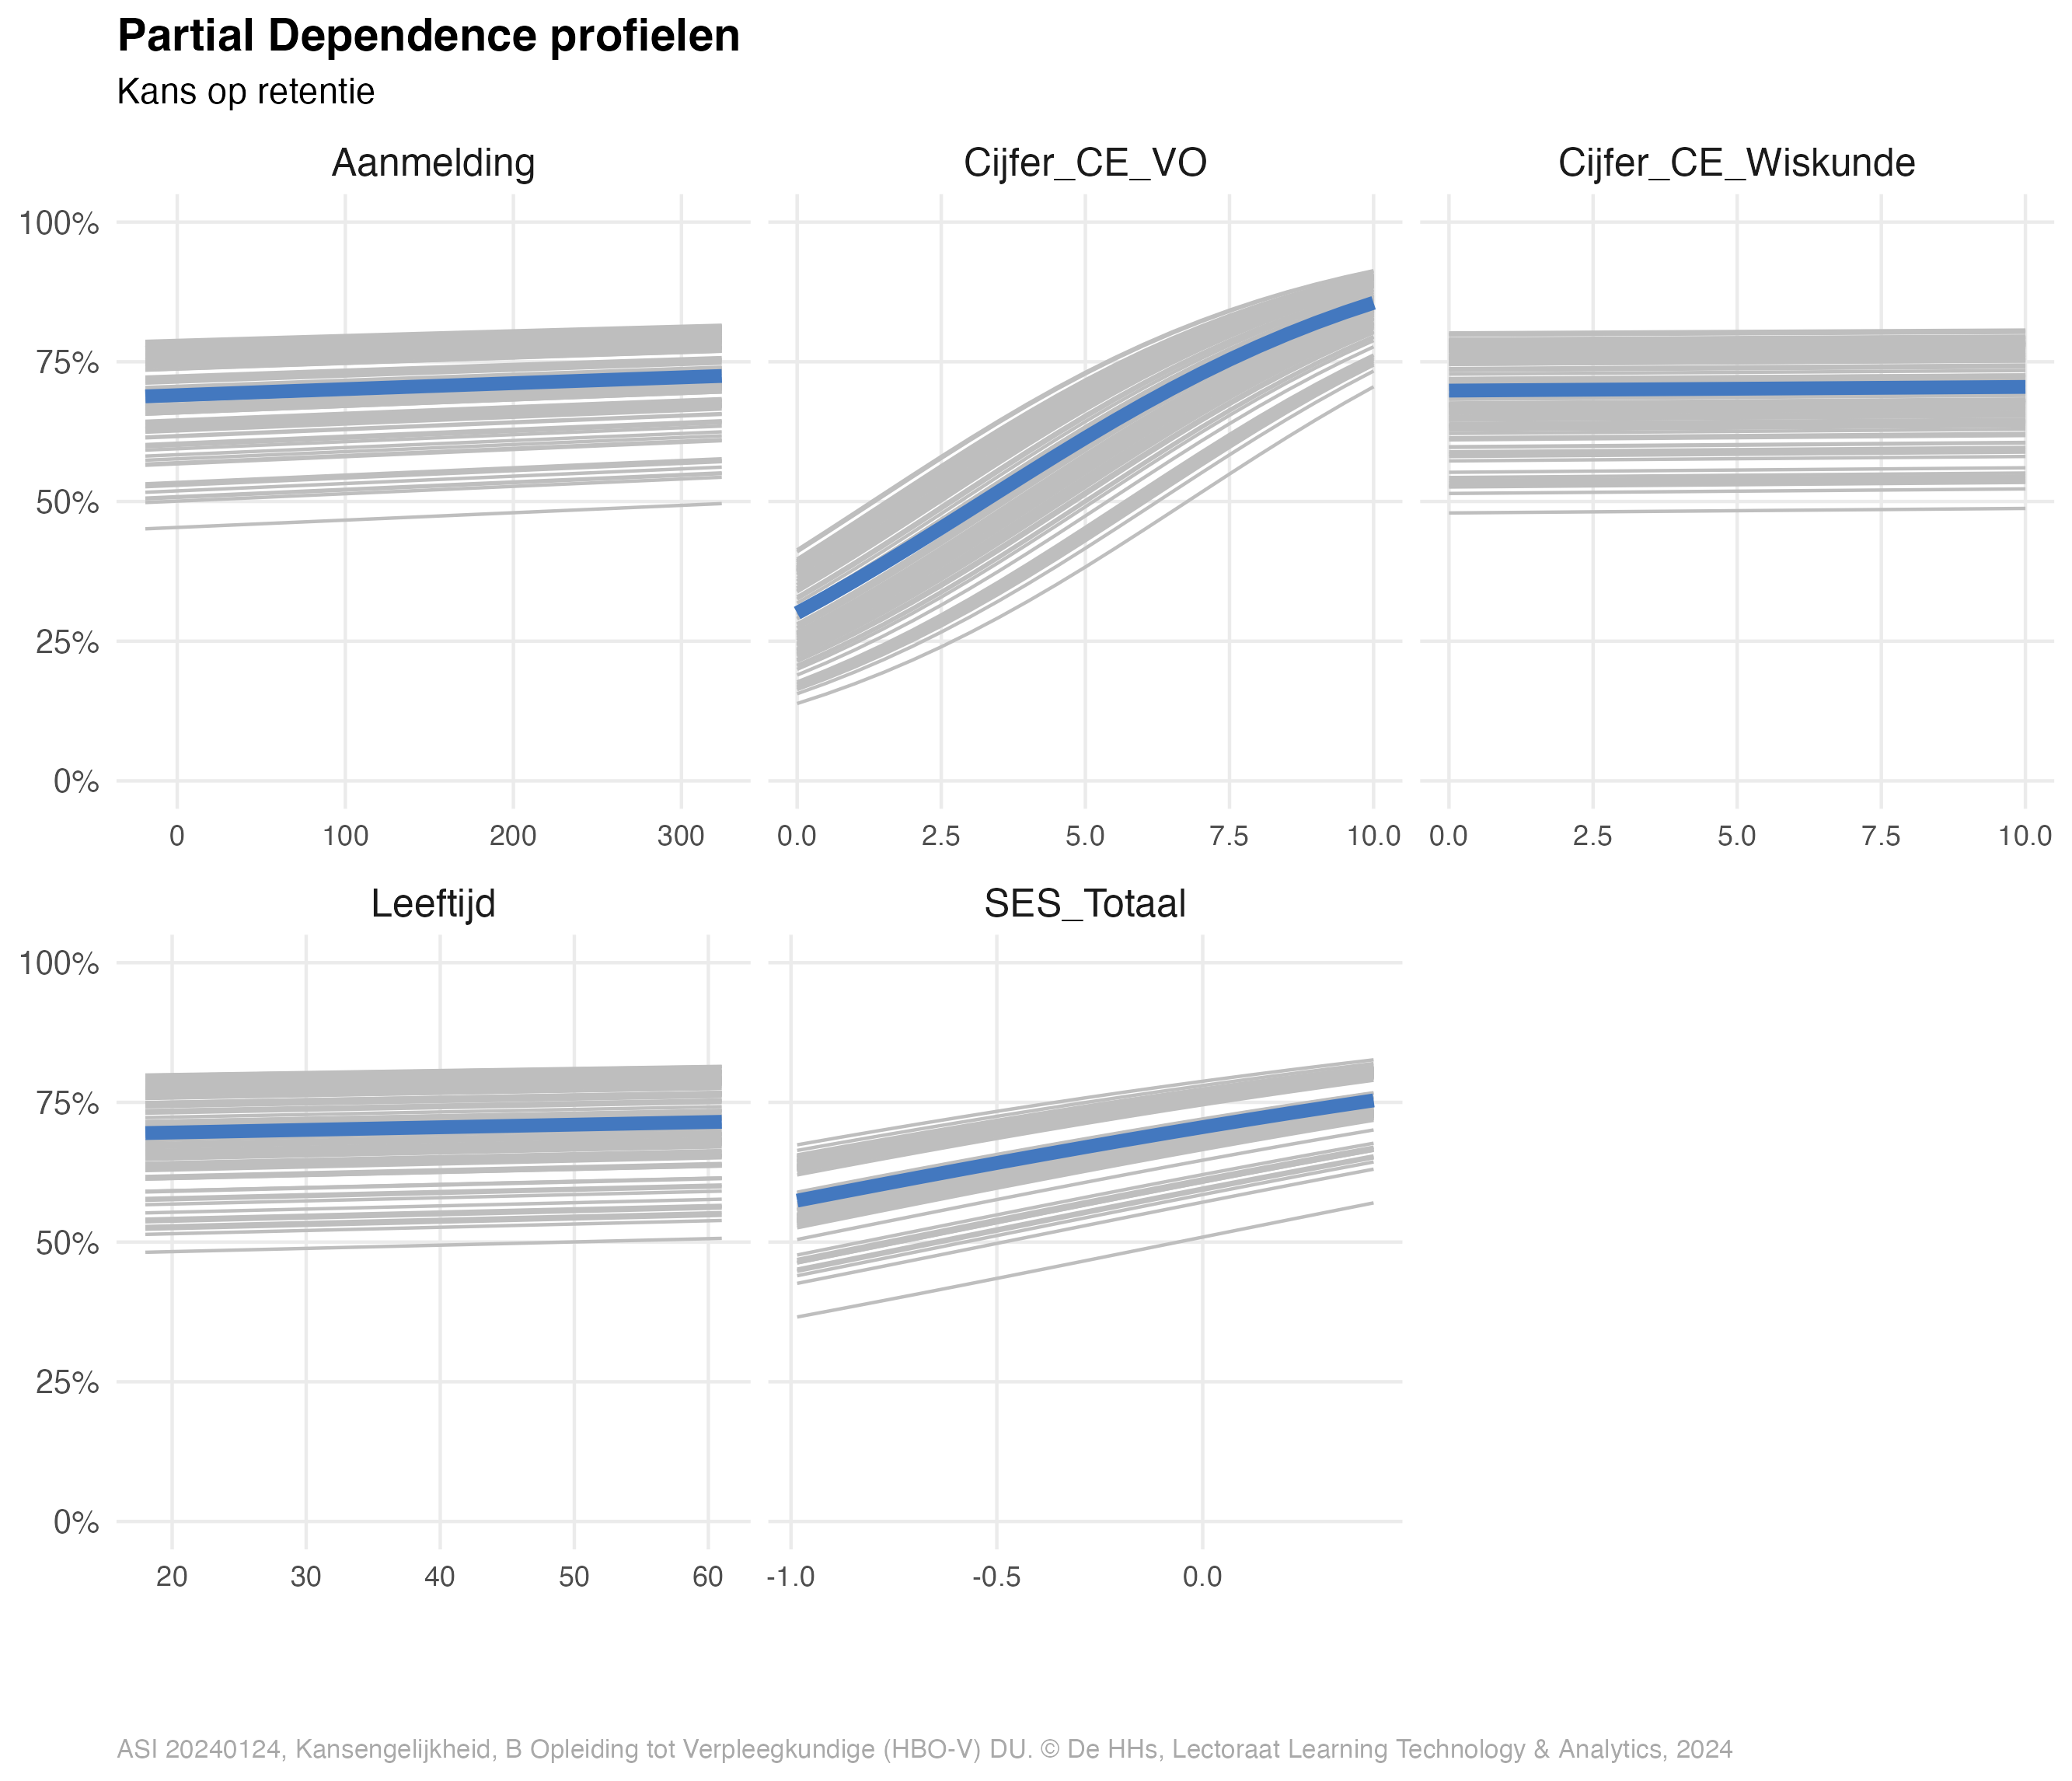 Partial Dependence profielen
Kans op retentie
Aanmelding Cijfer_CE_VO Cijfer_CE_Wiskunde
100%
75%
50%
25%
0%
0 100 200 300 0.0 2.5 5.0 7.5 10.0 0.0 2.5 5.0 7.5 10.0
Leeftijd SES_Totaal
100%
75%
50%
25%
0%
20 30 40 50 60 -1.0 -0.5 0.0
ASI 20240124, Kansengelijkheid, B Opleiding tot Verpleegkundige (HBO-V) DU. © De HHs, Lectoraat Learning Technology & Analytics, 2024